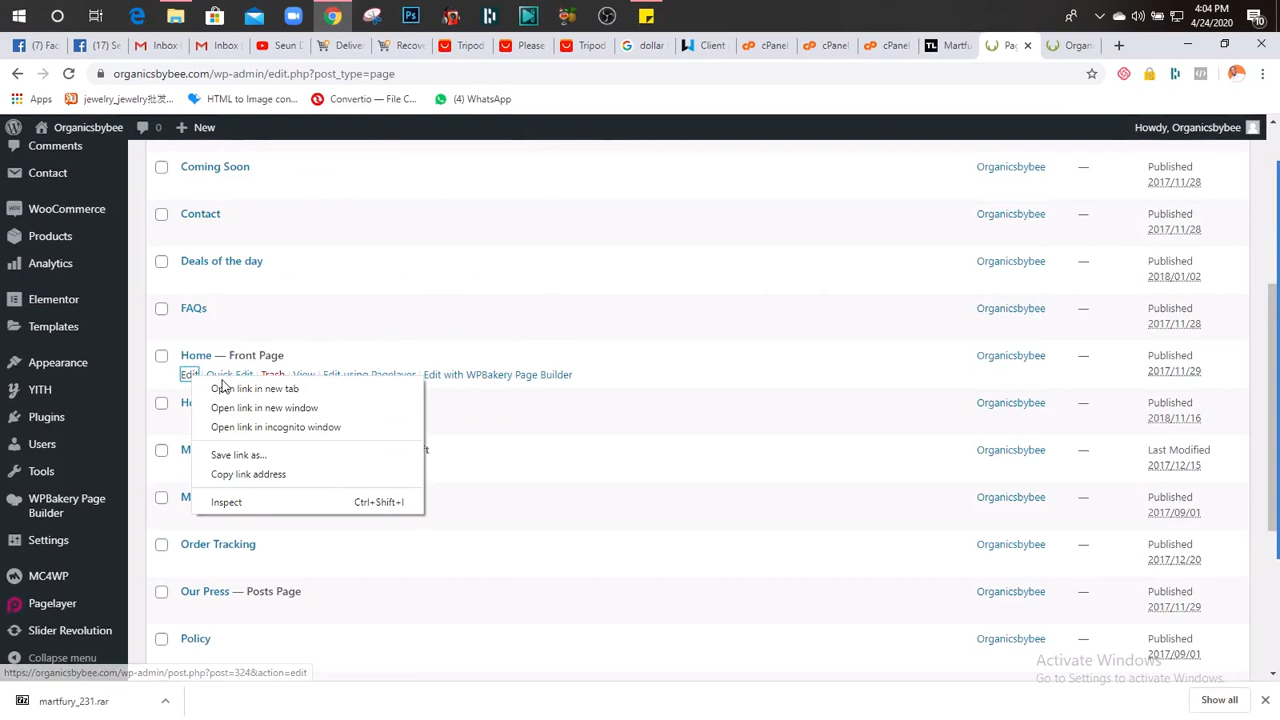 4:04 PM
4/24/2020
10
(7) Fac
(17) Se
Inbox
Inbox
Seun D
Deliver
Recove
Tripod
Please
Tripod
dollar
Client
cPanel
cPanel
cPanel
Martfu
Pag
Organ
organicsbybee.com/wp-admin/edit.php?post_type=page
Apps
jewelry_jewelry批发...
HTML to Image con...
Convertio — File C...
(4) WhatsApp
Organicsbybee
0
New
Howdy, Organicsbybee
Comments
Contact
WooCommerce
Products
Analytics
Elementor
Templates
Appearance
YITH
Plugins
Users
Tools
WPBakery Page
Builder
Settings
MC4WP
Pagelayer
Slider Revolution
Collapse menu
Coming Soon Organicsbybee — Published
2017/11/28
Contact Organicsbybee — Published
2017/11/28
Deals of the day Organicsbybee — Published
2018/01/02
FAQs Organicsbybee — Published
2017/11/28
Home — Front Page Organicsbybee — Published
2017/11/29
Edit | Quick Edit | Trash | View | Edit using Pagelayer | Edit with WPBakery Page Builder
Organicsbybee — Published
2018/11/16
Organicsbybee — Last Modified
2017/12/15
Organicsbybee — Published
2017/09/01
Order Tracking Organicsbybee — Published
2017/12/20
Our Press — Posts Page Organicsbybee — Published
2017/11/29
Policy Organicsbybee — Published
2017/09/01
Open link in new tab
Open link in new window
Open link in incognito window
Save link as...
Copy link address
Inspect Ctrl+Shift+I
https://organicsbybee.com/wp-admin/post.php?post=324&action=edit
Activate Windows
Go to Settings to activate Windows.
martfury_231.rar
Show all